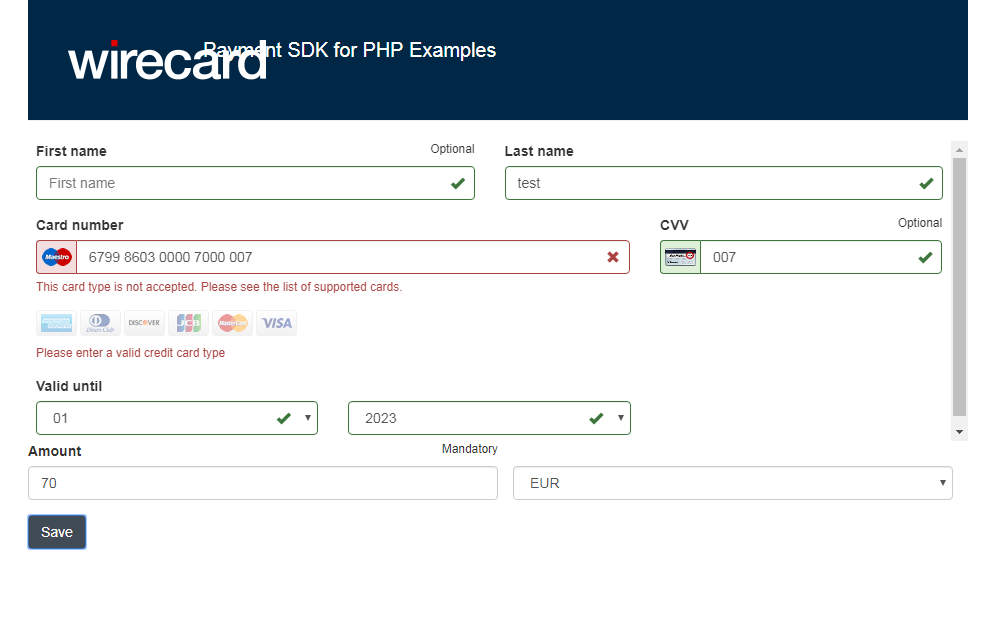 wirecard
Payment SDK for PHP Examples
First name Optional
First name
Last name
test
Card number
Maestro 6799 8603 0000 7000 007
CVV Optional
007
This card type is not accepted. Please see the list of supported cards.
DISCOVER JCB MasterCard VISA
Please enter a valid credit card type
Valid until
01 2023
Amount Mandatory
70 EUR
Save